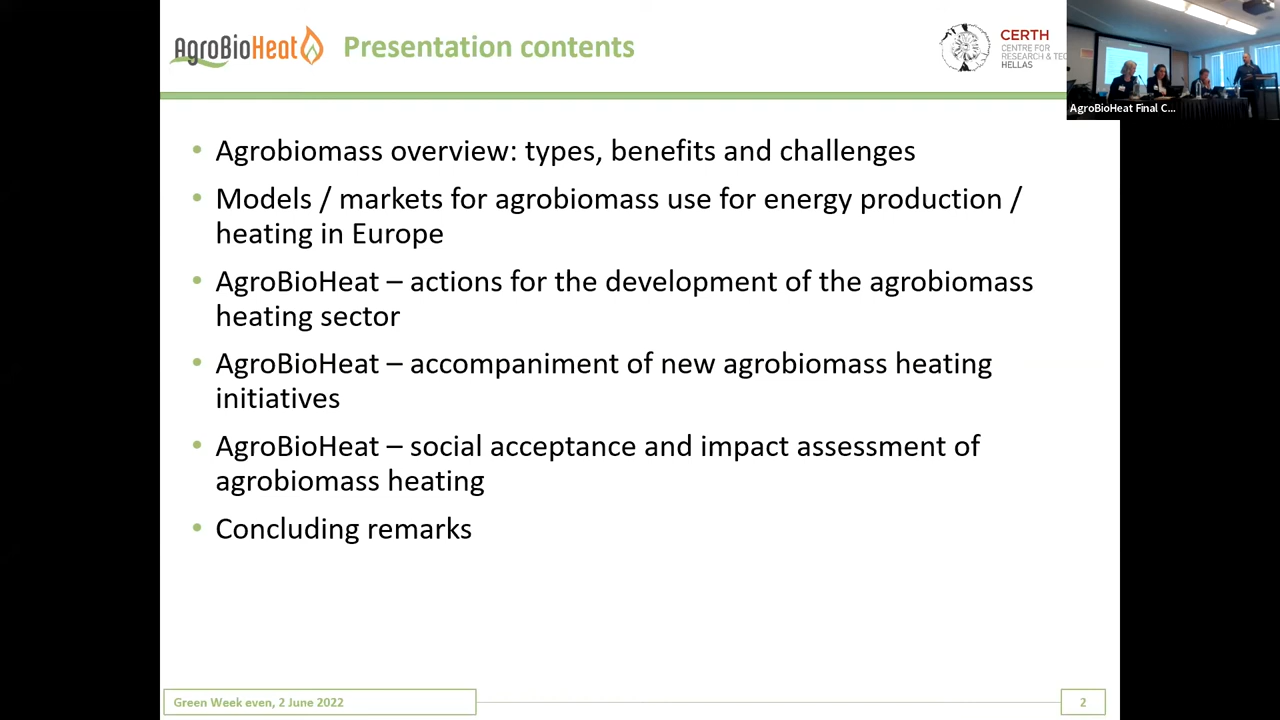 AgroBioHeat
Presentation contents
CERTH
CENTRE FOR
RESEARCH & TEC
HELLAS
AgroBioHeat Final C...
• Agrobiomass overview: types, benefits and challenges
• Models / markets for agrobiomass use for energy production /
heating in Europe
• AgroBioHeat – actions for the development of the agrobiomass
heating sector
• AgroBioHeat – accompaniment of new agrobiomass heating
initiatives
• AgroBioHeat – social acceptance and impact assessment of
agrobiomass heating
• Concluding remarks
Green Week even, 2 June 2022
2